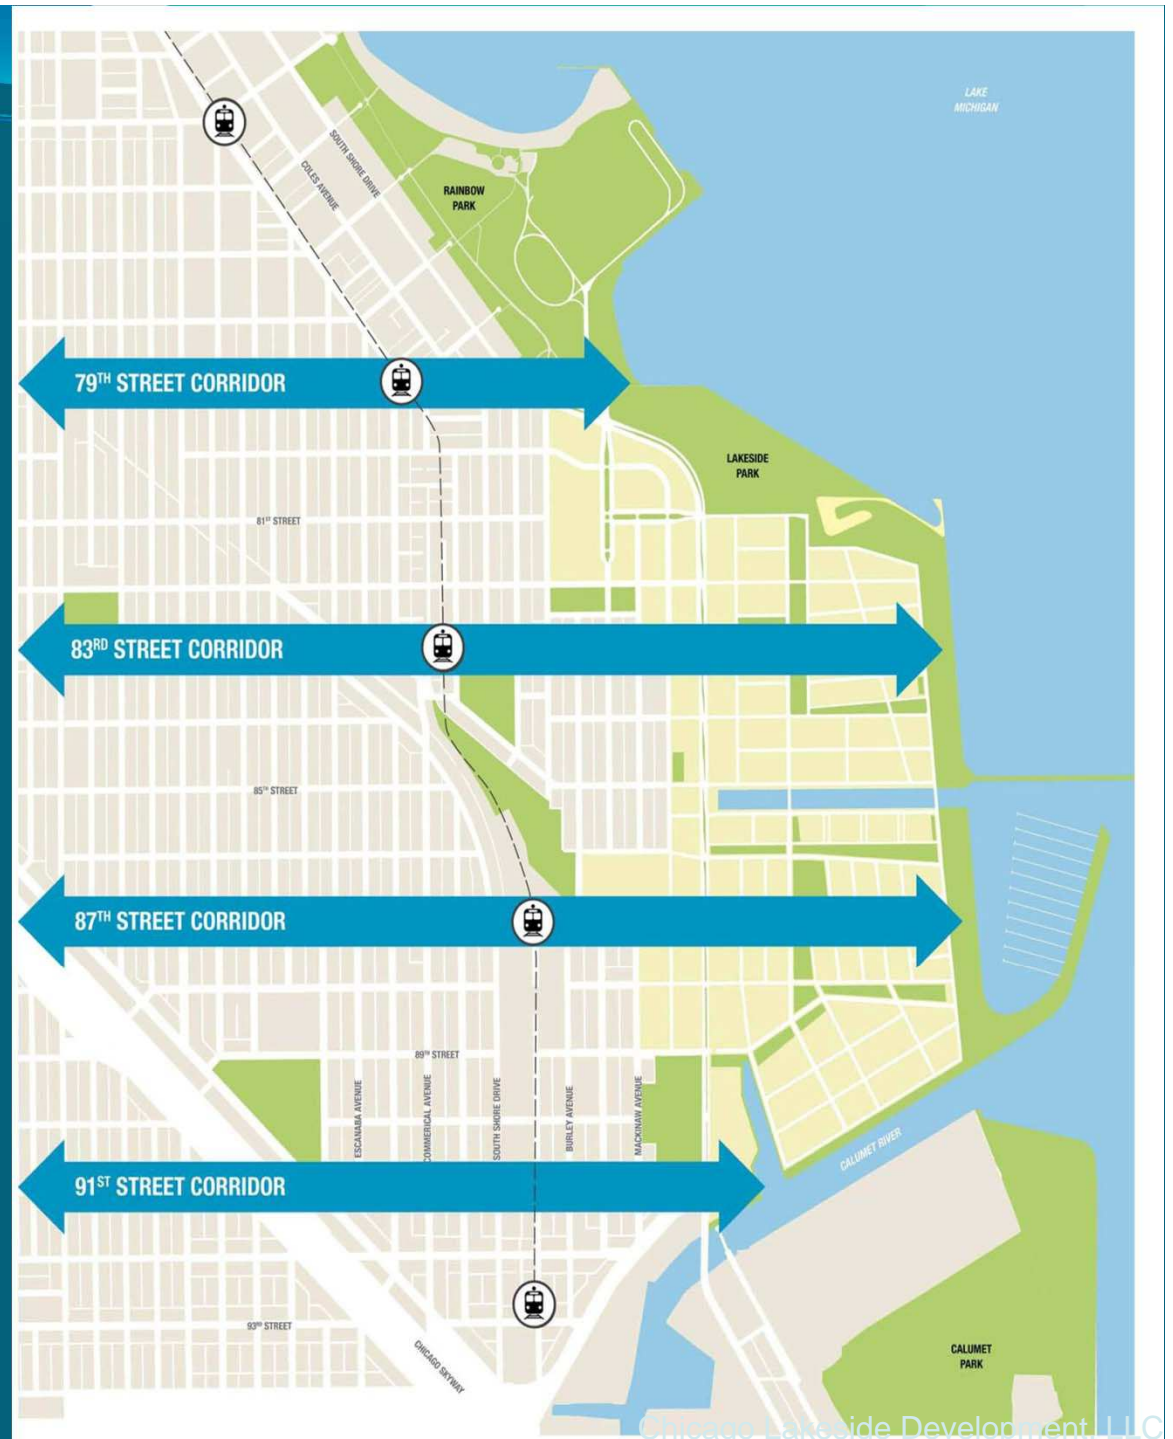 LAKE
MICHIGAN
SOUTH SHORE DRIVE
COLES AVENUE
RAINBOW
PARK
79TH STREET CORRIDOR
LAKESIDE
PARK
81ST STREET
83RD STREET CORRIDOR
85TH STREET
87TH STREET CORRIDOR
89TH STREET
ESCANABA AVENUE
COMMERICAL AVENUE
SOUTH SHORE DRIVE
BURLEY AVENUE
MACKINAW AVENUE
CALUMET RIVER
91ST STREET CORRIDOR
93RD STREET
CHICAGO SKYWAY
CALUMET
PARK
Chicago Lakeside Development, LLC